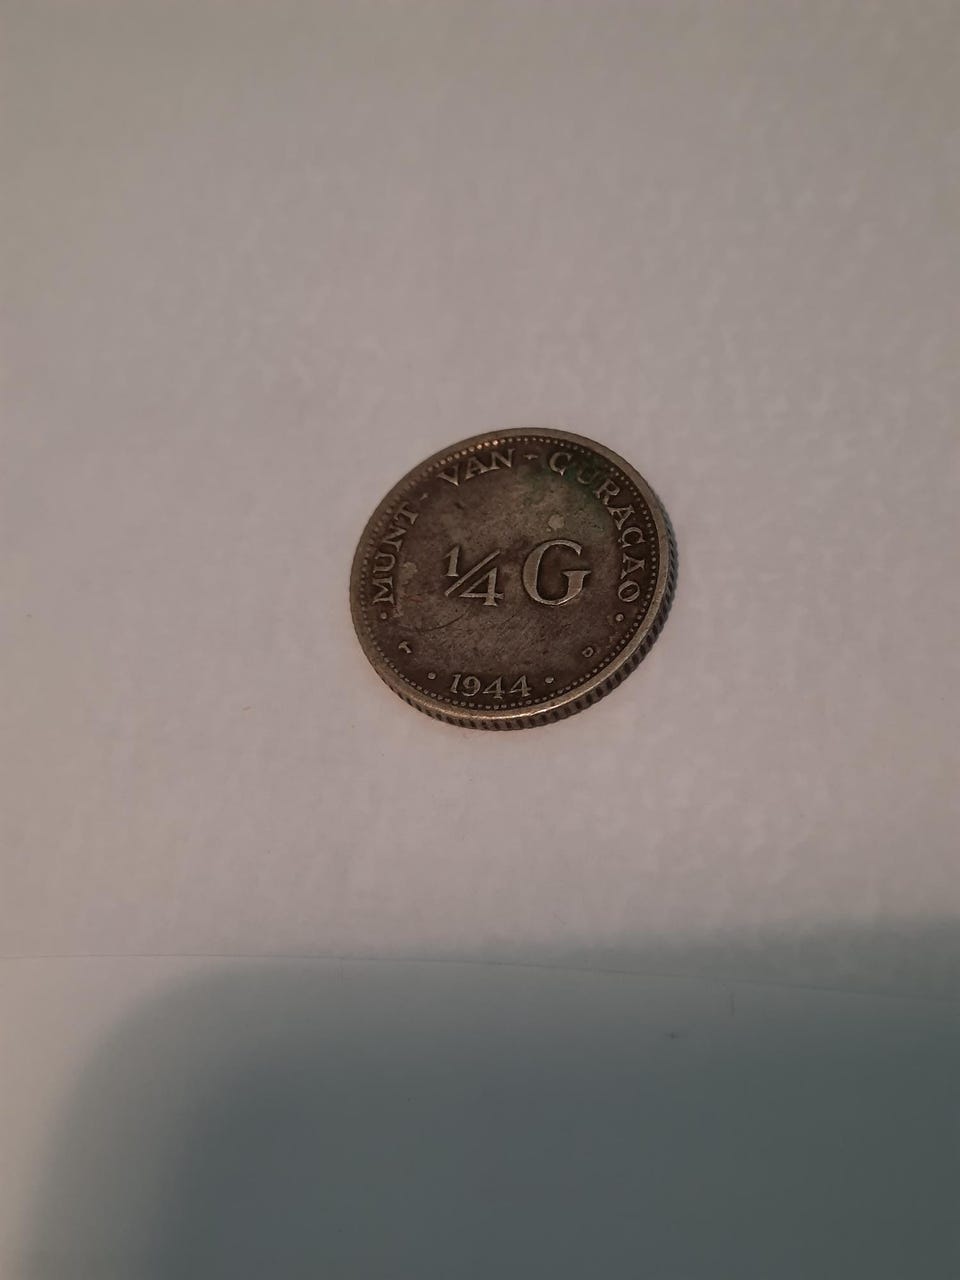 MUNT - VAN - CURAÇAO
1/4 G
D
• 1944 •